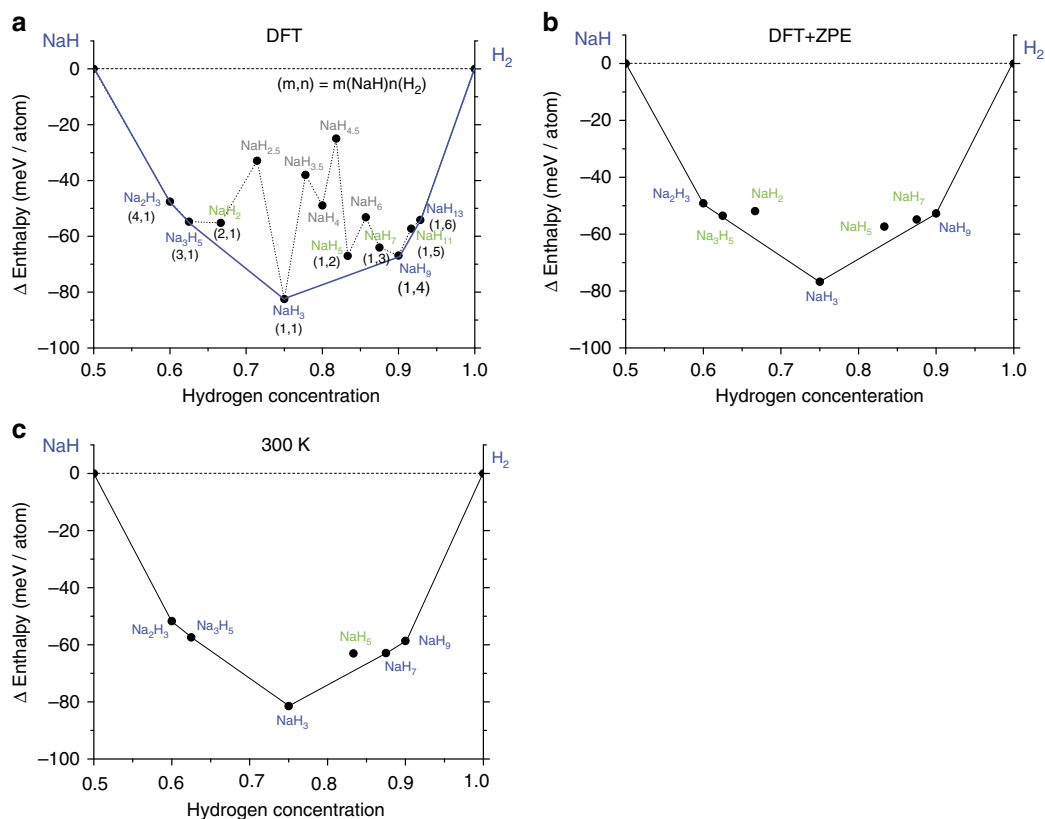 a
DFT
NaH
H₂
(m,n) = m(NaH)n(H₂)
Δ Enthalpy (meV / atom)
0
−20
−40
−60
−80
−100
NaH₄.₅
NaH₂.₅
NaH₃.₅
Na₂H₃
(4,1)
NaH₂
(2,1)
NaH₄
NaH₆
NaH₁₃
(1,6)
Na₃H₅
(3,1)
NaH₅
(1,2)
NaH₇
(1,3)
NaH₁₁
(1,5)
NaH₉
(1,4)
NaH₃
(1,1)
0.5
0.6
0.7
0.8
0.9
1.0
Hydrogen concentration
b
DFT+ZPE
NaH
H₂
Δ Enthalpy (meV / atom)
0
−20
−40
−60
−80
−100
Na₂H₃
NaH₂
NaH₇
Na₃H₅
NaH₅
NaH₉
NaH₃
0.5
0.6
0.7
0.8
0.9
1.0
Hydrogen concenteration
c
300 K
NaH
H₂
Δ Enthalpy (meV / atom)
0
−20
−40
−60
−80
−100
Na₂H₃
Na₃H₅
NaH₅
NaH₉
NaH₇
NaH₃
0.5
0.6
0.7
0.8
0.9
1.0
Hydrogen concentration